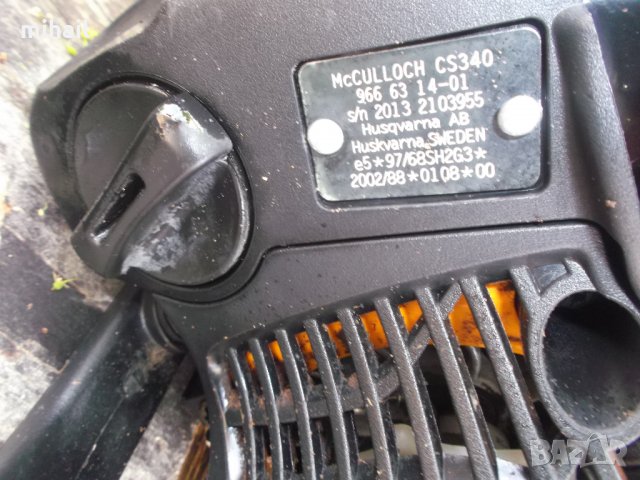 mihail
McCULLOCH CS340
966 63 14-01
s/n 2013 2103955
Husqvarna AB
Huskvarna, SWEDEN
e5*97/68SH2G3*
2002/88*0108*00
BAZAR